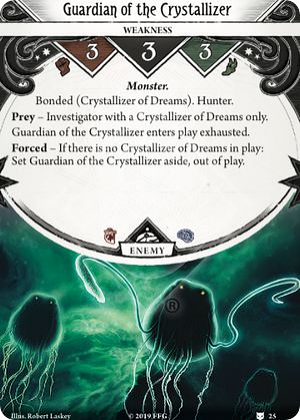 Guardian of the Crystallizer
WEAKNESS
3 3 3
Monster.
Bonded (Crystallizer of Dreams). Hunter.
Prey – Investigator with a Crystallizer of Dreams only.
Guardian of the Crystallizer enters play exhausted.
Forced – If there is no Crystallizer of Dreams in play:
Set Guardian of the Crystallizer aside, out of play.
ENEMY
®
Illus. Robert Laskey © 2019 FFG 25